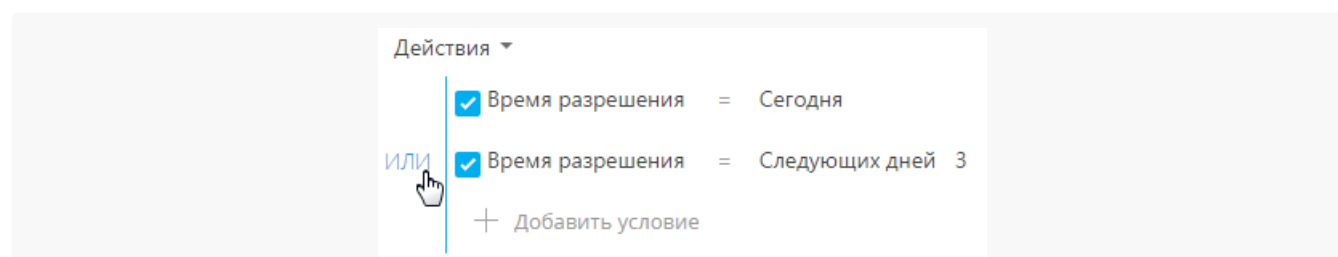 Действия
Время разрешения = Сегодня
ИЛИ Время разрешения = Следующих дней 3
+ Добавить условие